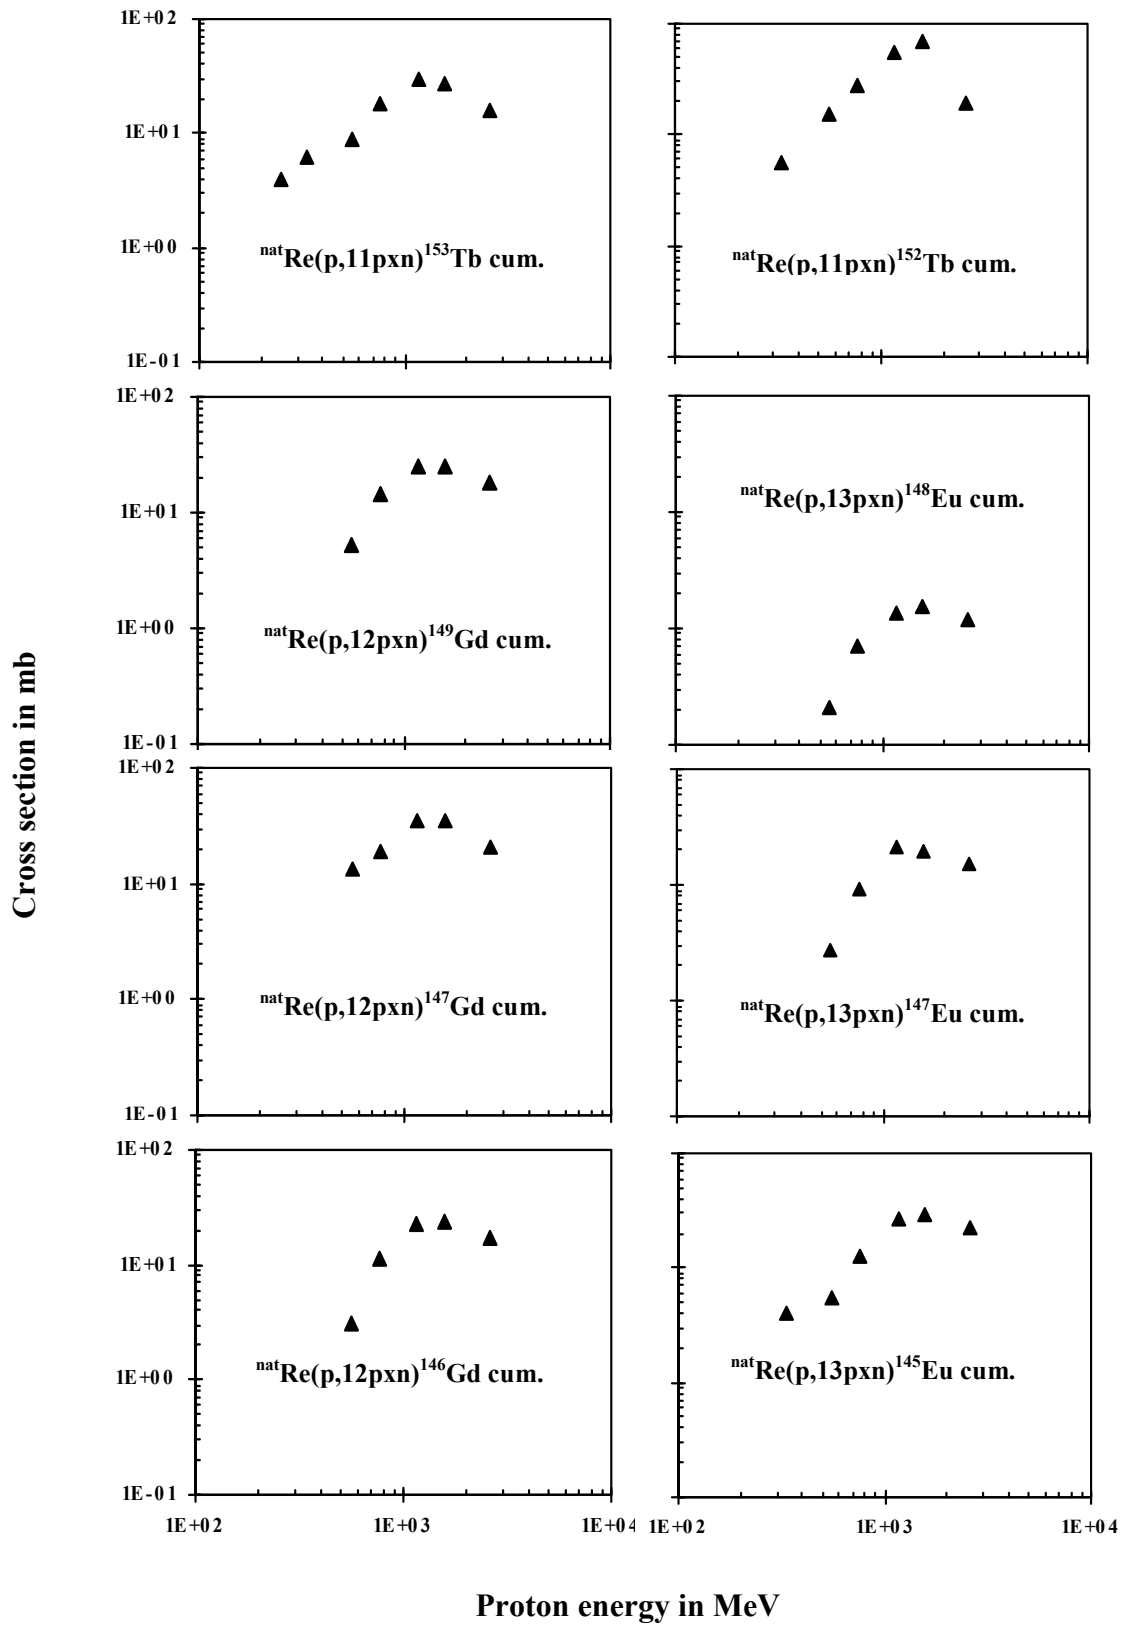 1E+02
1E+01
1E+00
1E-01
natRe(p,11pxn)153Tb cum.
natRe(p,11pxn)152Tb cum.
1E+02
1E+01
1E+00
1E-01
natRe(p,12pxn)149Gd cum.
natRe(p,13pxn)148Eu cum.
1E+02
1E+01
1E+00
1E-01
natRe(p,12pxn)147Gd cum.
natRe(p,13pxn)147Eu cum.
1E+02
1E+01
1E+00
1E-01
natRe(p,12pxn)146Gd cum.
natRe(p,13pxn)145Eu cum.
1E+02 1E+03 1E+04 1E+02 1E+03 1E+04
Cross section in mb
Proton energy in MeV